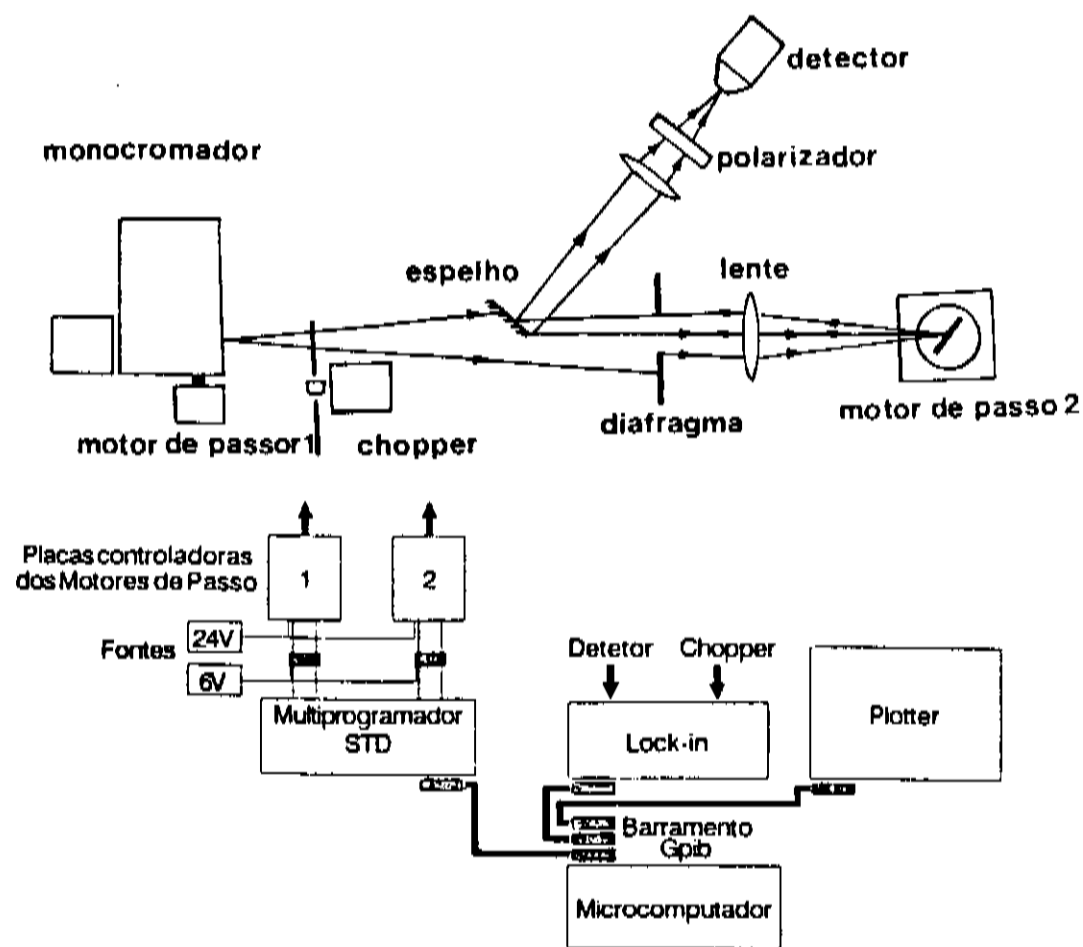 detector
monocromador
polarizador
espelho
lente
motor de passor1
chopper
diafragma
motor de passo 2
Placas controladoras
dos Motores de Passo
1
2
Fontes
24V
6V
Detetor
Chopper
Multiprogramador
STD
Lock-in
Plotter
Barramento
Gpib
Microcomputador